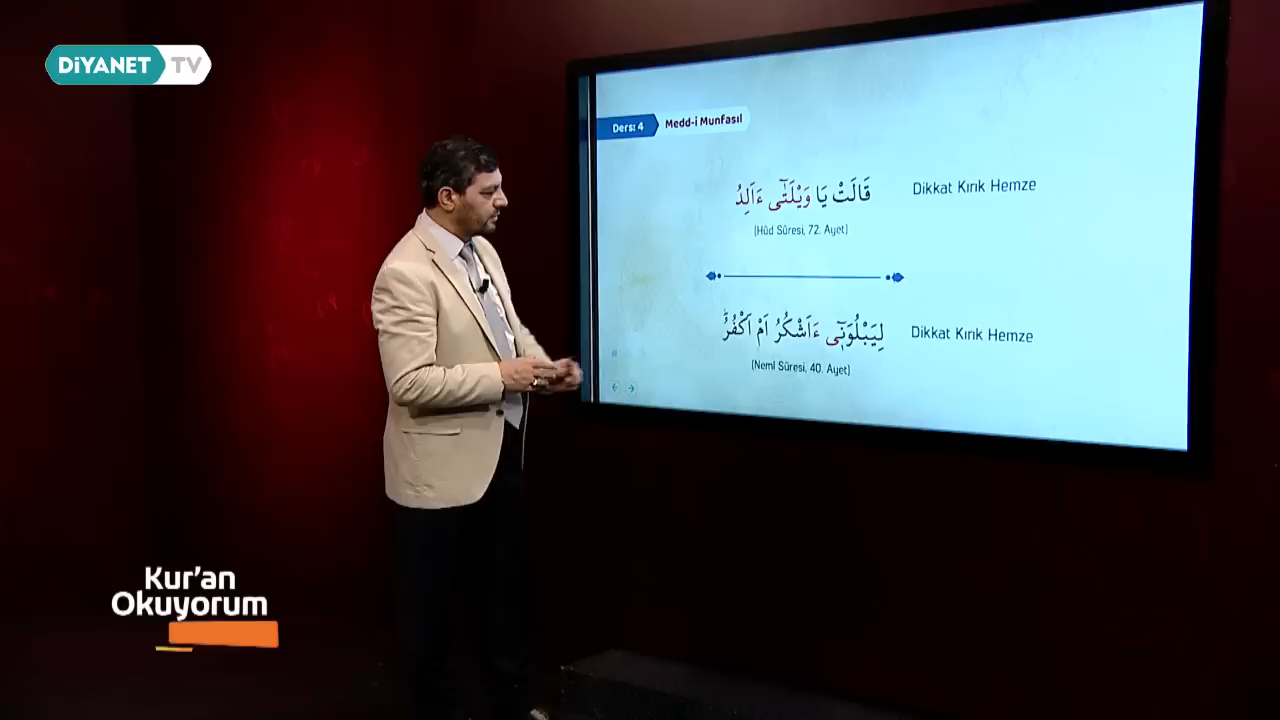 DİYANET TV
Ders: 4 Medd-i Munfasıl
قَالَتْ يَا وَيْلَتٰٓى ءَاَلِدُ Dikkat Kırık Hemze
(Hûd Sûresi, 72. Ayet)
لِيَبْلُوَن۪ٓى ءَاَشْكُرُ اَمْ اَكْفُرُۜ Dikkat Kırık Hemze
(Neml Sûresi, 40. Ayet)
Kur'an
Okuyorum